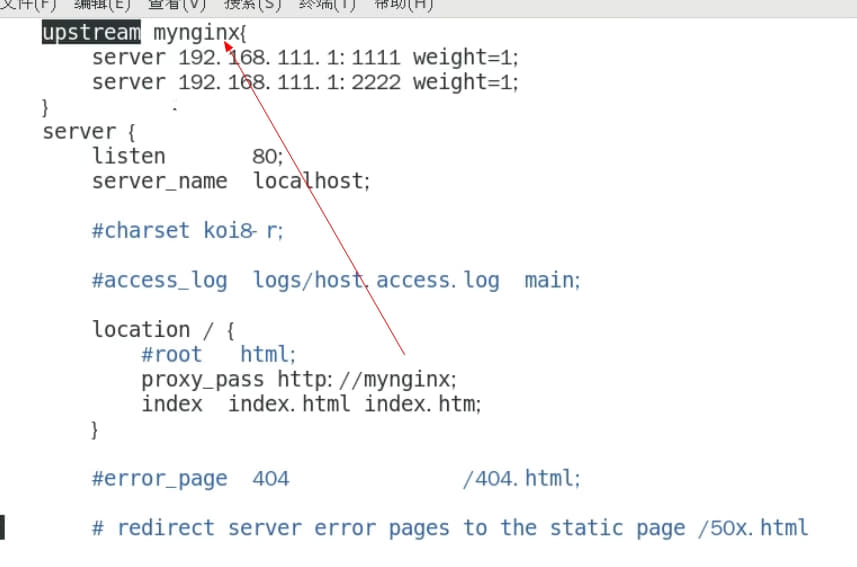 文件(F) 编辑(E) 查看(V) 搜索(S) 终端(T) 帮助(H)
upstream mynginx{
server 192.168.111.1:1111 weight=1;
server 192.168.111.1:2222 weight=1;
}
server {
listen 80;
server_name localhost;
#charset koi8-r;
#access_log logs/host.access.log main;
location / {
#root html;
proxy_pass http://mynginx;
index index.html index.htm;
}
#error_page 404 /404.html;
# redirect server error pages to the static page /50x.html